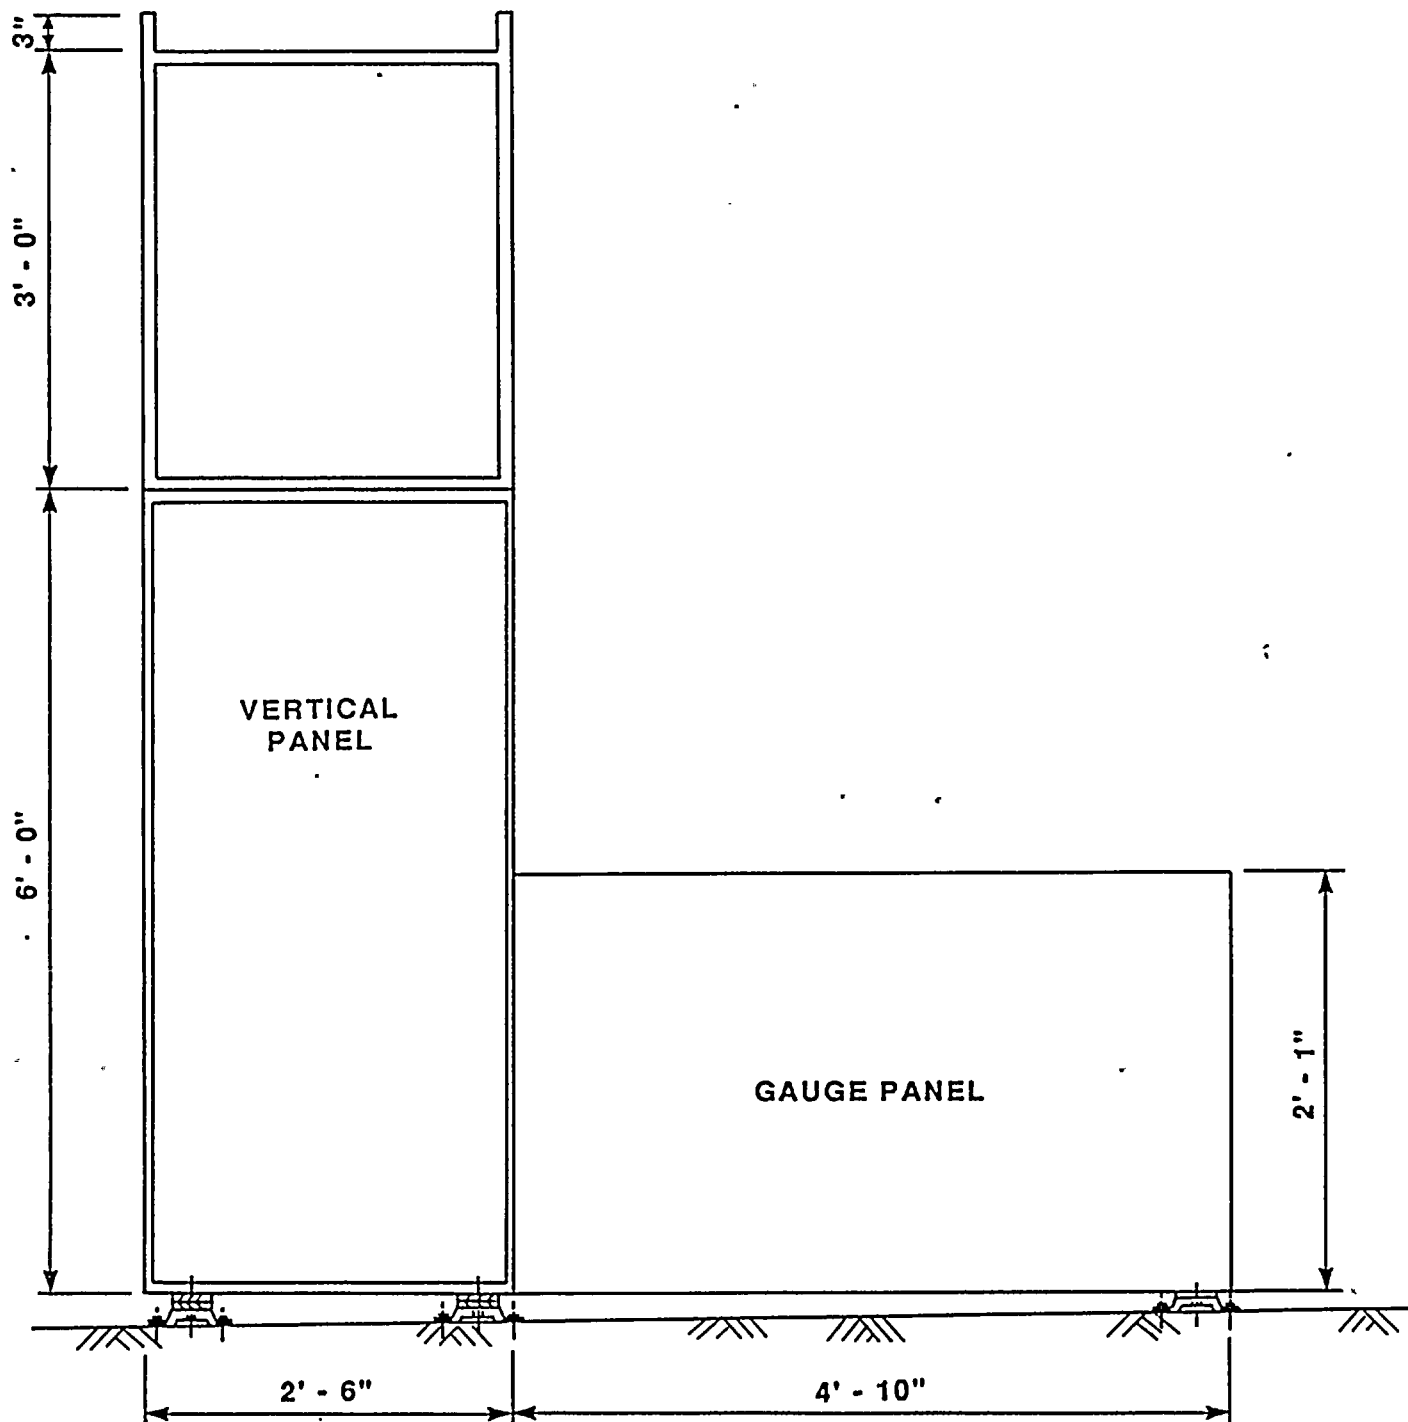 3"
3' - 0"
VERTICAL
PANEL
6' - 0"
GAUGE PANEL
2' - 1"
2' - 6"
4' - 10"